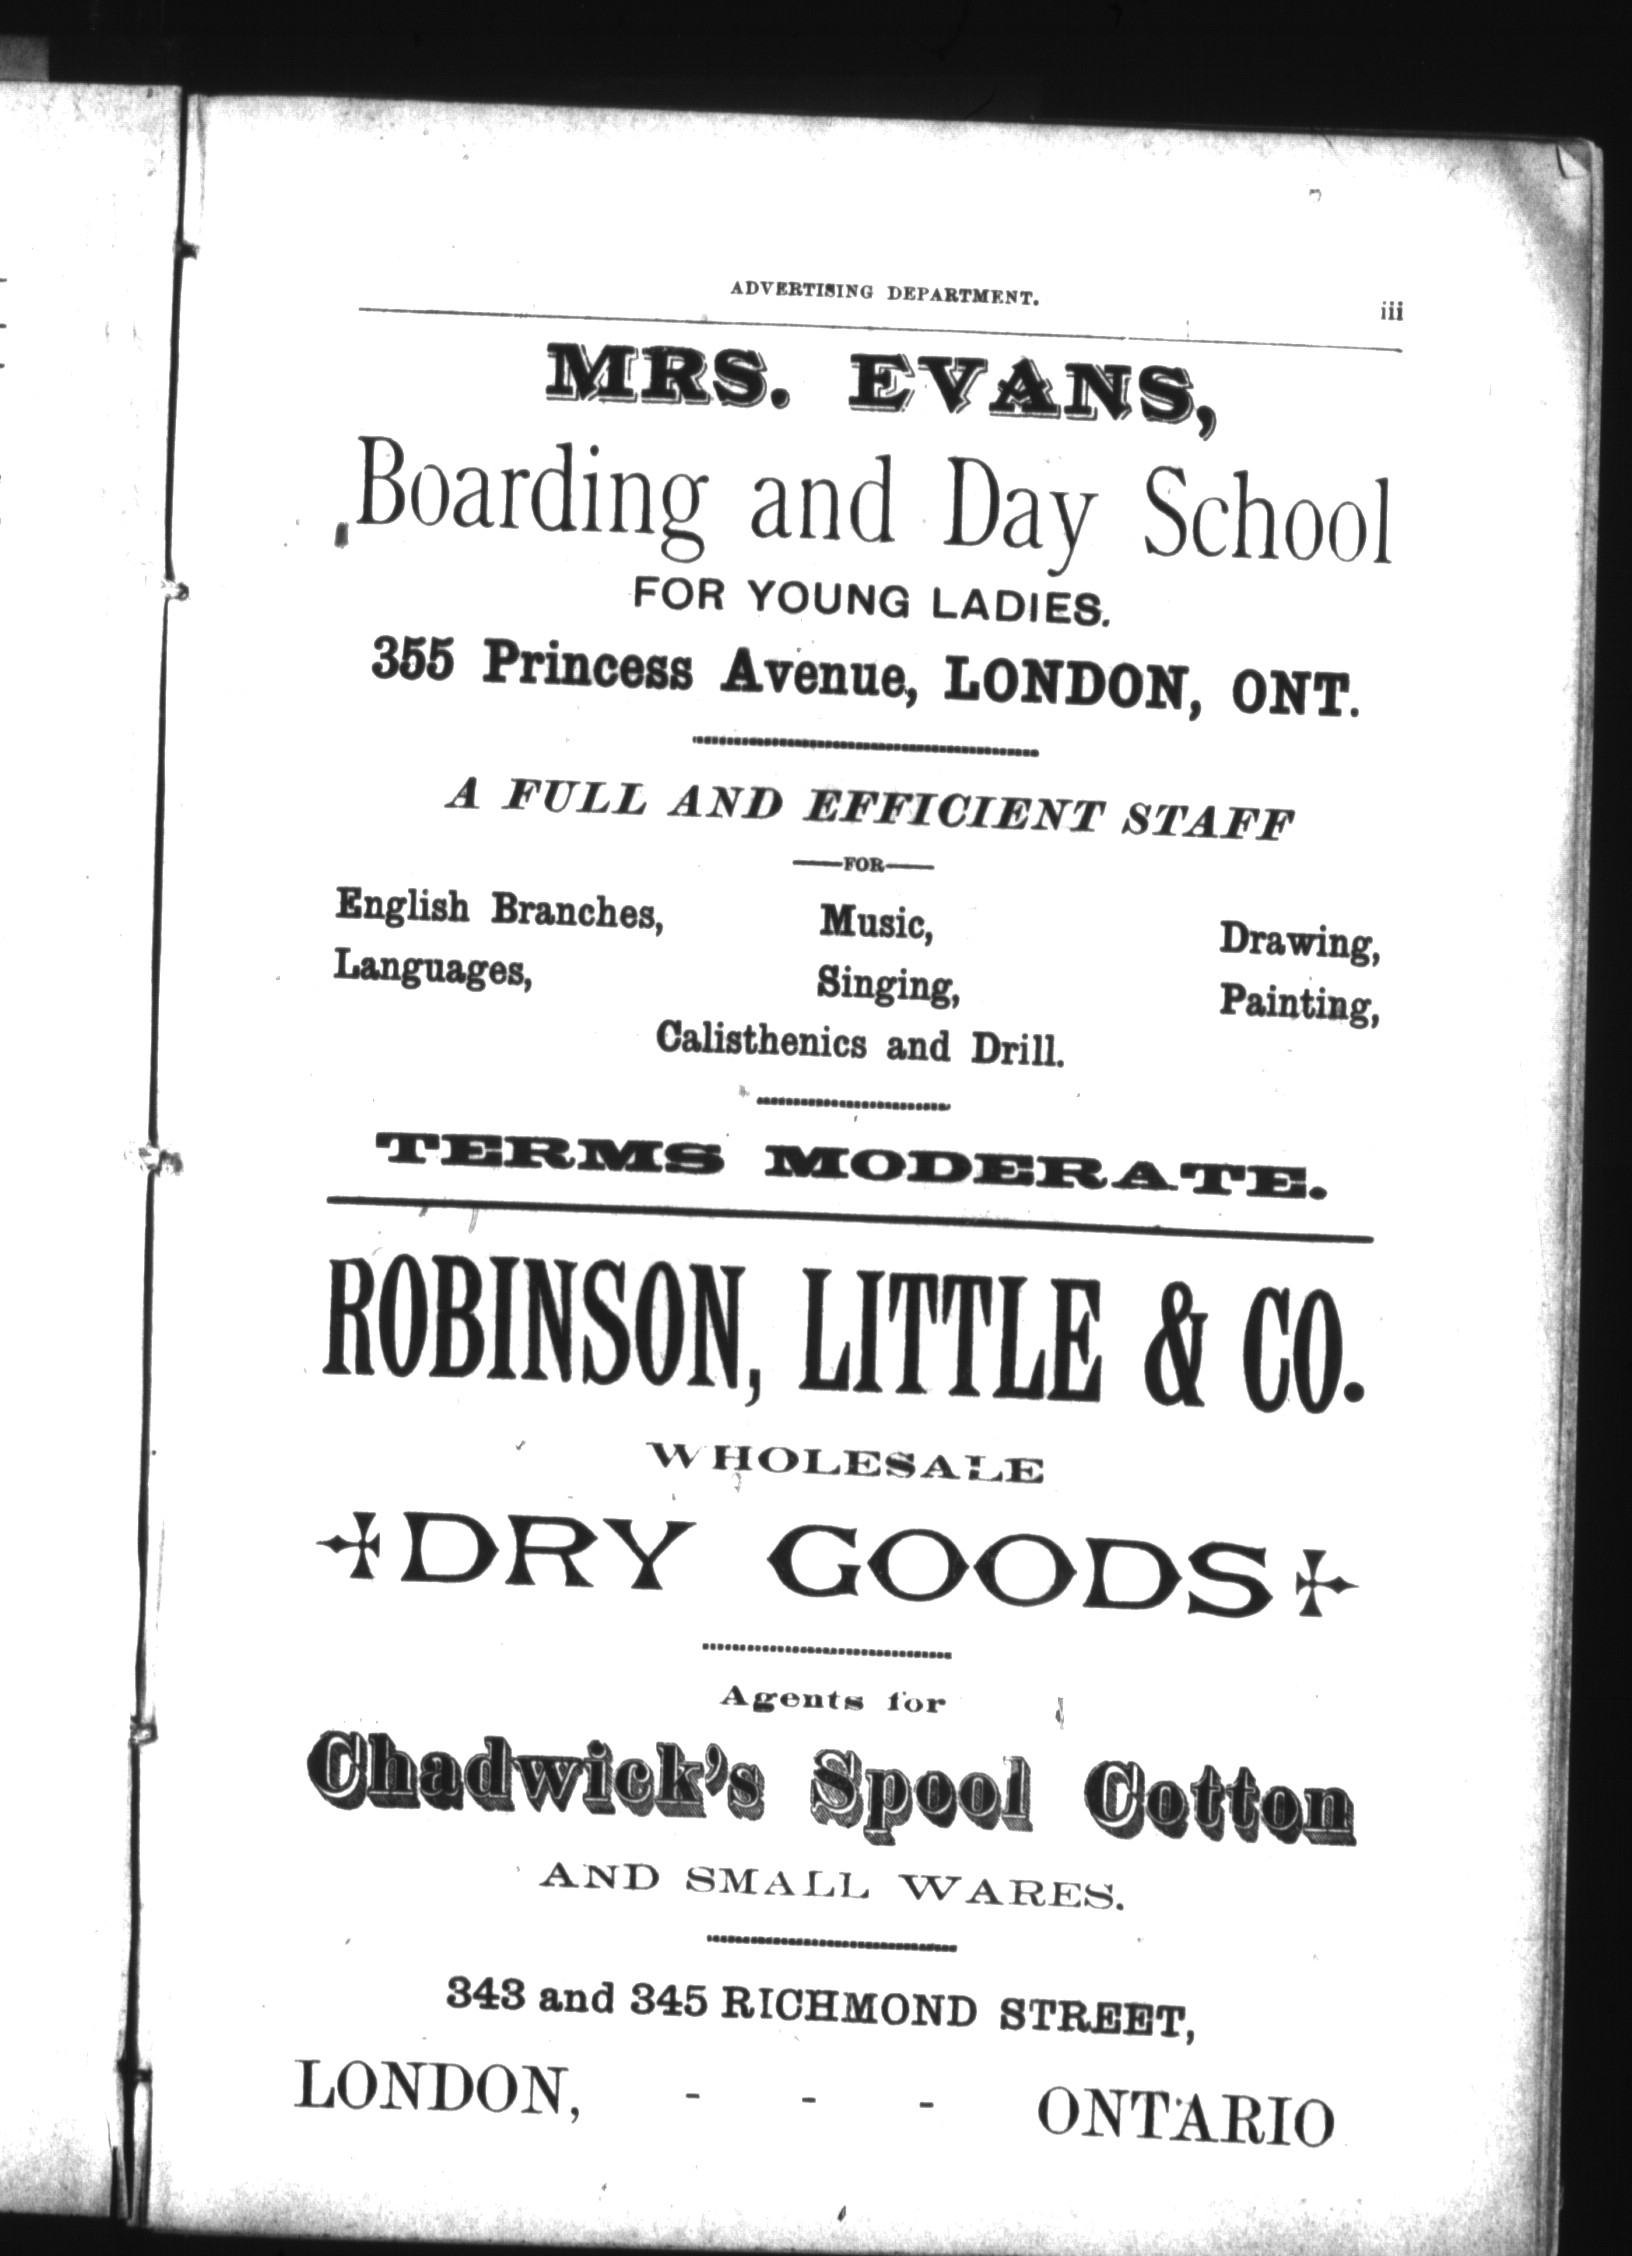 ADVERTISING DEPARTMENT. iii
MRS. EVANS,
Boarding and Day School
FOR YOUNG LADIES.
355 Princess Avenue, LONDON, ONT.
A FULL AND EFFICIENT STAFF
—FOR—
English Branches, Music, Drawing,
Languages, Singing, Painting,
Calisthenics and Drill.
TERMS MODERATE.
ROBINSON, LITTLE & CO.
WHOLESALE
DRY GOODS
Agents for
Chadwick's Spool Cotton
AND SMALL WARES.
343 and 345 RICHMOND STREET,
LONDON, - - - ONTARIO